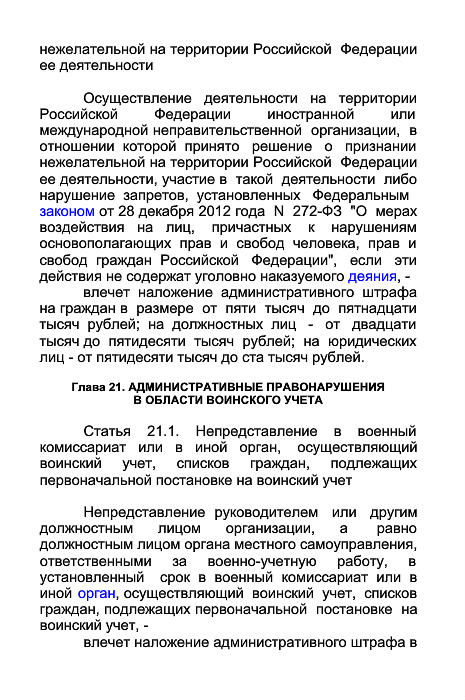 нежелательной на территории Российской Федерации
ее деятельности
Осуществление деятельности на территории
Российской Федерации иностранной или
международной неправительственной организации, в
отношении которой принято решение о признании
нежелательной на территории Российской Федерации
ее деятельности, участие в такой деятельности либо
нарушение запретов, установленных Федеральным
законом от 28 декабря 2012 года N 272-ФЗ "О мерах
воздействия на лиц, причастных к нарушениям
основополагающих прав и свобод человека, прав и
свобод граждан Российской Федерации", если эти
действия не содержат уголовно наказуемого деяния, -
влечет наложение административного штрафа
на граждан в размере от пяти тысяч до пятнадцати
тысяч рублей; на должностных лиц - от двадцати
тысяч до пятидесяти тысяч рублей; на юридических
лиц - от пятидесяти тысяч до ста тысяч рублей.
Глава 21. АДМИНИСТРАТИВНЫЕ ПРАВОНАРУШЕНИЯ
В ОБЛАСТИ ВОИНСКОГО УЧЕТА
Статья 21.1. Непредставление в военный
комиссариат или в иной орган, осуществляющий
воинский учет, списков граждан, подлежащих
первоначальной постановке на воинский учет
Непредставление руководителем или другим
должностным лицом организации, а равно
должностным лицом органа местного самоуправления,
ответственными за военно-учетную работу, в
установленный срок в военный комиссариат или в
иной орган, осуществляющий воинский учет, списков
граждан, подлежащих первоначальной постановке на
воинский учет, -
влечет наложение административного штрафа в